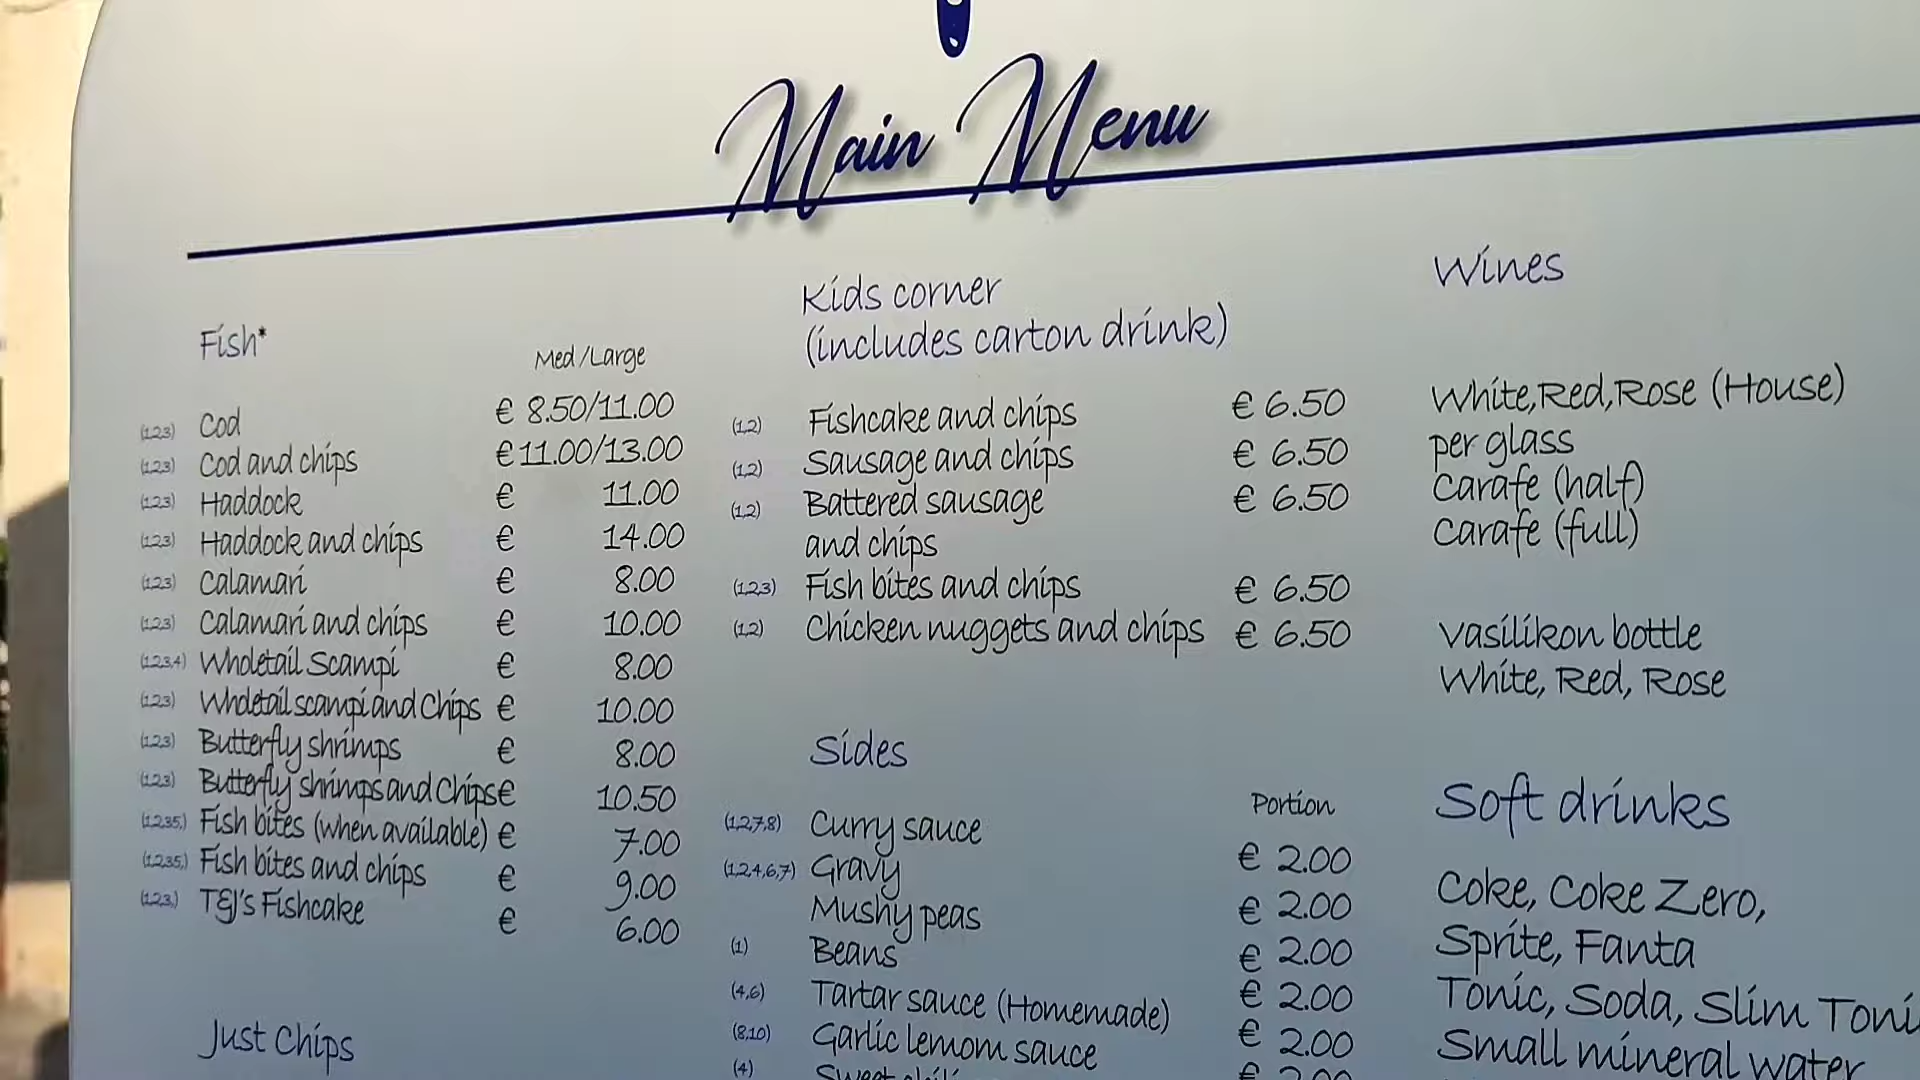 Main Menu
Fish*
Med/Large
(1,2,3) Cod € 8.50/11.00
(1,2,3) Cod and chips € 11.00/13.00
(1,2,3) Haddock € 11.00
(1,2,3) Haddock and chips € 14.00
(1,2,3) Calamari € 8.00
(1,2,3) Calamari and chips € 10.00
(1,2,3,4) Wholetail Scampi € 8.00
(1,2,3) Wholetail scampi and Chips € 10.00
(1,2,3) Butterfly shrimps € 8.00
(1,2,3) Butterfly shrimps and Chips € 10.50
(1,2,3,5,) Fish bites (when available) € 7.00
(1,2,3,5,) Fish bites and chips € 9.00
(1,2,3,) T&J's Fishcake € 6.00
Just Chips
Kids corner
(includes carton drink)
(1,2) Fishcake and chips € 6.50
(1,2) Sausage and chips € 6.50
(1,2) Battered sausage € 6.50
and chips
(1,2,3) Fish bites and chips € 6.50
(1,2) Chicken nuggets and chips € 6.50
Sides
Portion
(1,2,7,8) Curry sauce € 2.00
(1,2,4,6,7) Gravy € 2.00
Mushy peas € 2.00
(1) Beans € 2.00
(4,6) Tartar sauce (Homemade) € 2.00
(8,10) Garlic lemom sauce € 2.00
(4)
Wines
White,Red,Rose (House)
per glass
Carafe (half)
Carafe (full)
Vasilikon bottle
White, Red, Rose
Soft drinks
Coke, Coke Zero,
Sprite, Fanta
Tonic, Soda, Slim
Small mineral water